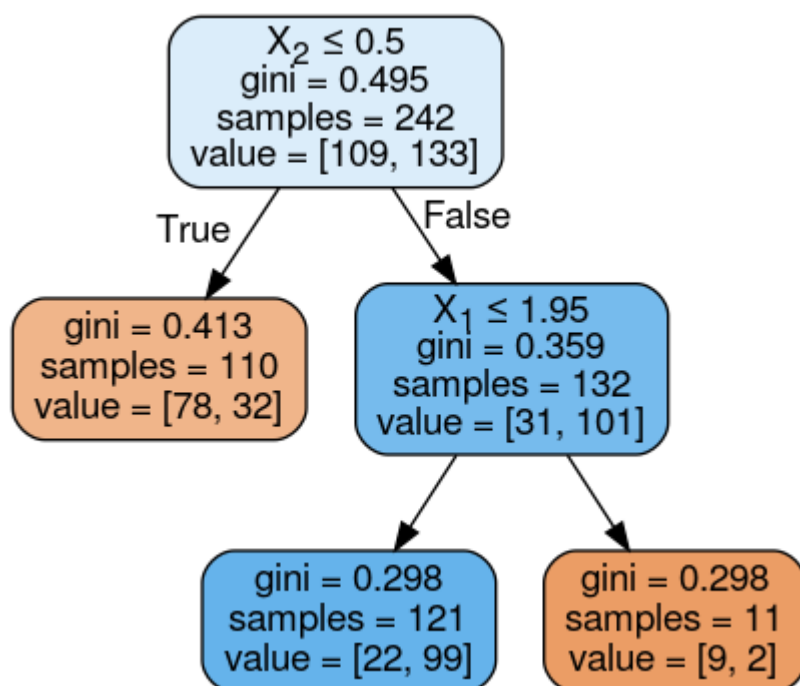 X₂ ≤ 0.5
gini = 0.495
samples = 242
value = [109, 133]
True
False
gini = 0.413
samples = 110
value = [78, 32]
X₁ ≤ 1.95
gini = 0.359
samples = 132
value = [31, 101]
gini = 0.298
samples = 121
value = [22, 99]
gini = 0.298
samples = 11
value = [9, 2]